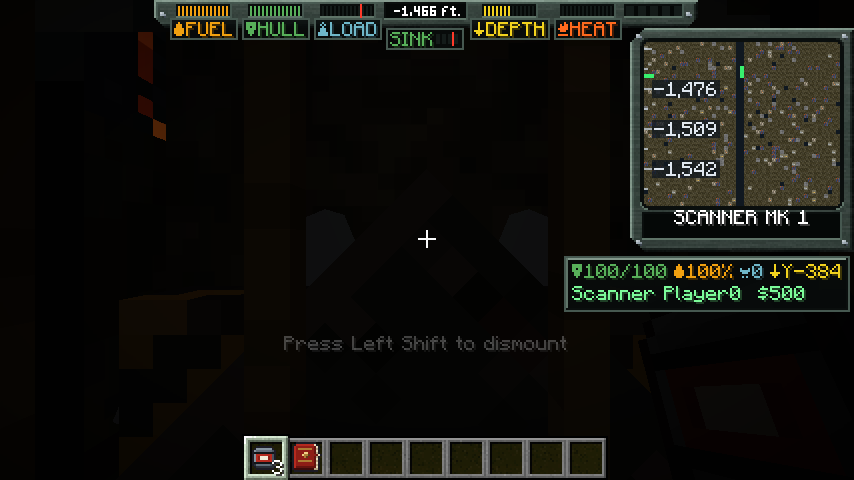 -1,466 ft.
FUEL HULL LOAD SINK DEPTH HEAT
-1,476
-1,509
-1,542
SCANNER MK 1
100/100 100% 0 Y-384
Scanner Player0 $500
Press Left Shift to dismount
3